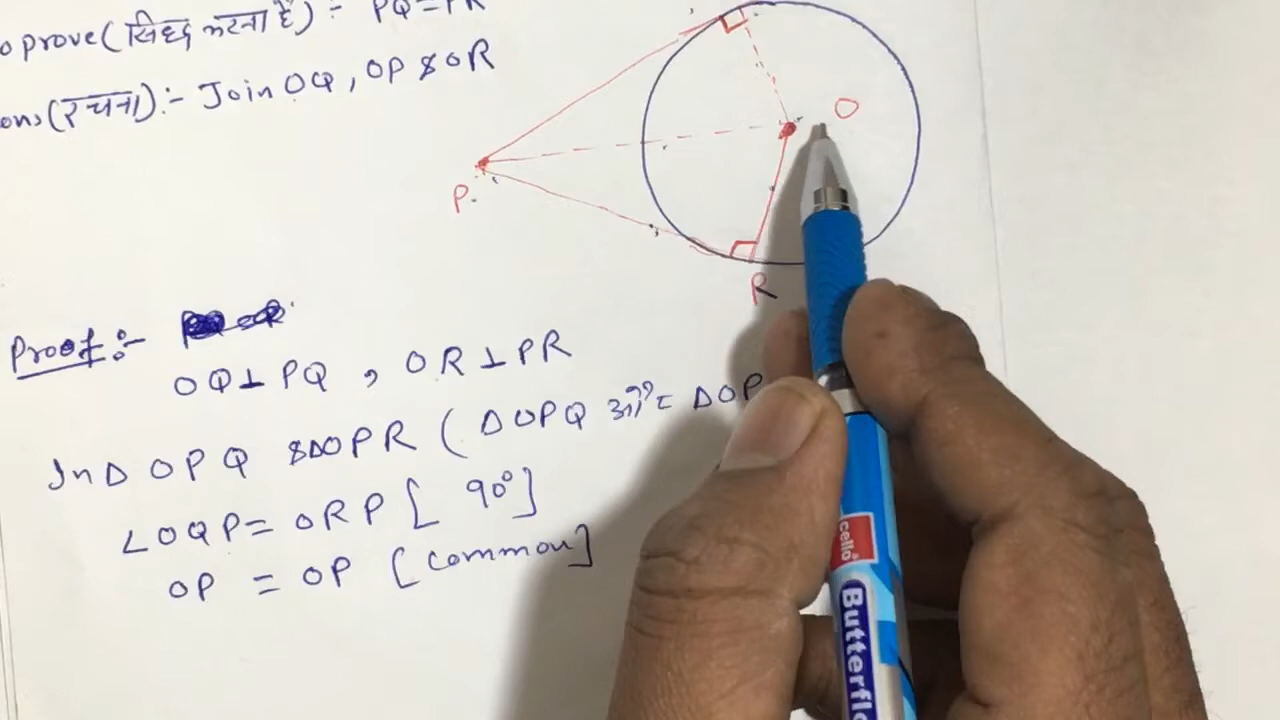 o prove(सिद्ध करना है) :- PQ = PR
ons (रचना) :- Join OQ, OP & OR
O
P.
R
Proof :-
OQ ⊥ PQ , OR ⊥ PR
In Δ OPQ & Δ OPR ( Δ OPQ और Δ OP
∠OQP = ORP [ 90° ]
OP = OP [common]
cello
Butterflo